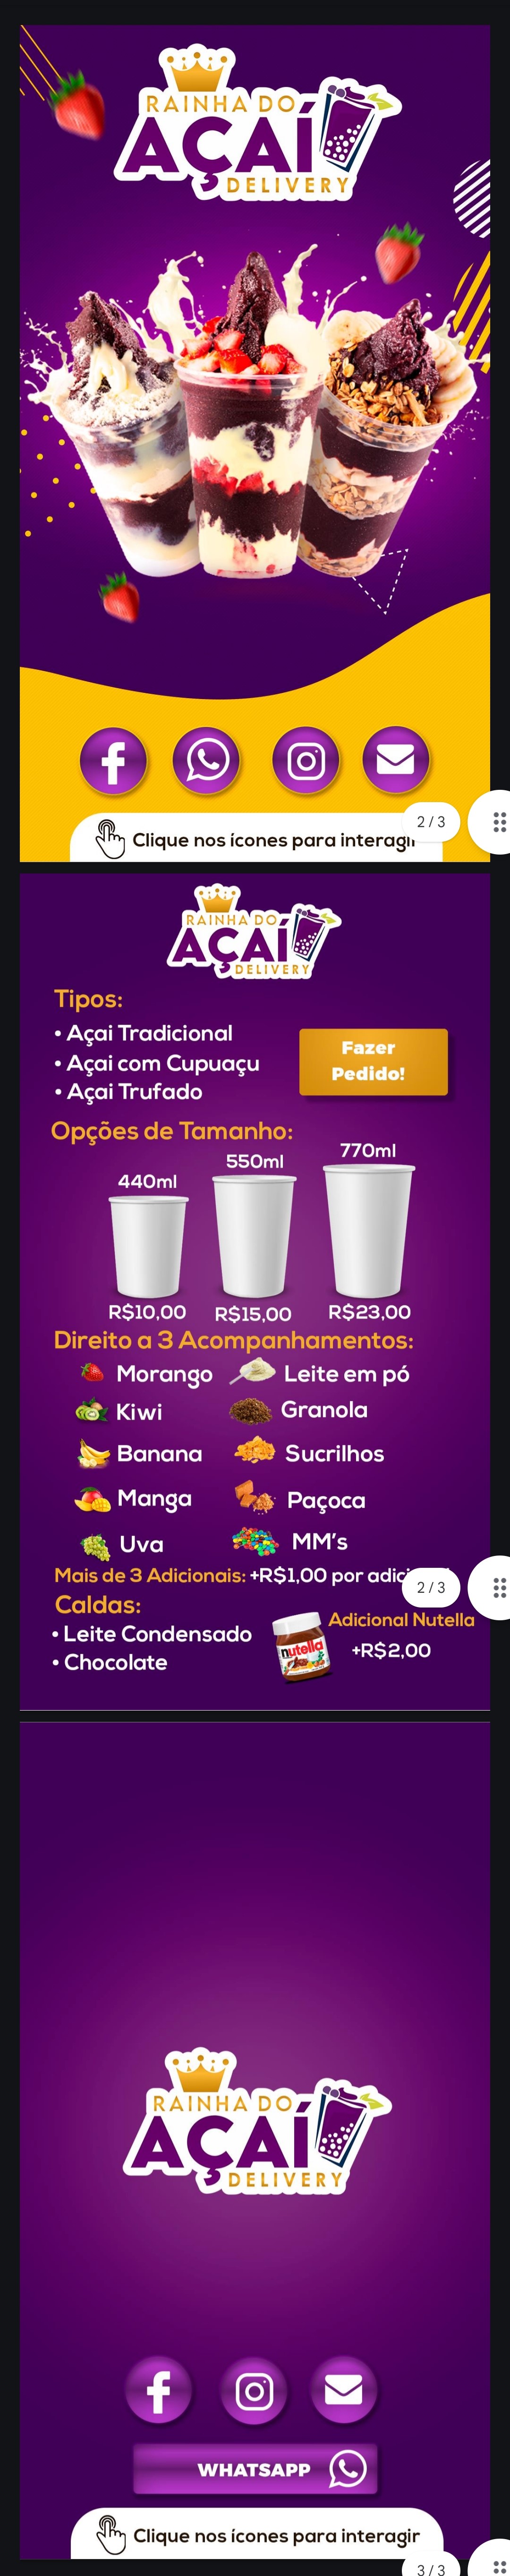 RAINHA DO
AÇAÍ
DELIVERY
Clique nos ícones para interagir
2 / 3
RAINHA DO
AÇAÍ
DELIVERY
Tipos:
• Açai Tradicional
• Açai com Cupuaçu
• Açai Trufado
Fazer
Pedido!
Opções de Tamanho:
440ml
550ml
770ml
R$10,00
R$15,00
R$23,00
Direito a 3 Acompanhamentos:
Morango
Leite em pó
Kiwi
Granola
Banana
Sucrilhos
Manga
Paçoca
Uva
MM's
Mais de 3 Adicionais: +R$1,00 por
2 / 3
Caldas:
• Leite Condensado
• Chocolate
nutella
Adicional Nutella
+R$2,00
RAINHA DO
AÇAÍ
DELIVERY
WHATSAPP
Clique nos ícones para interagir
3 / 3